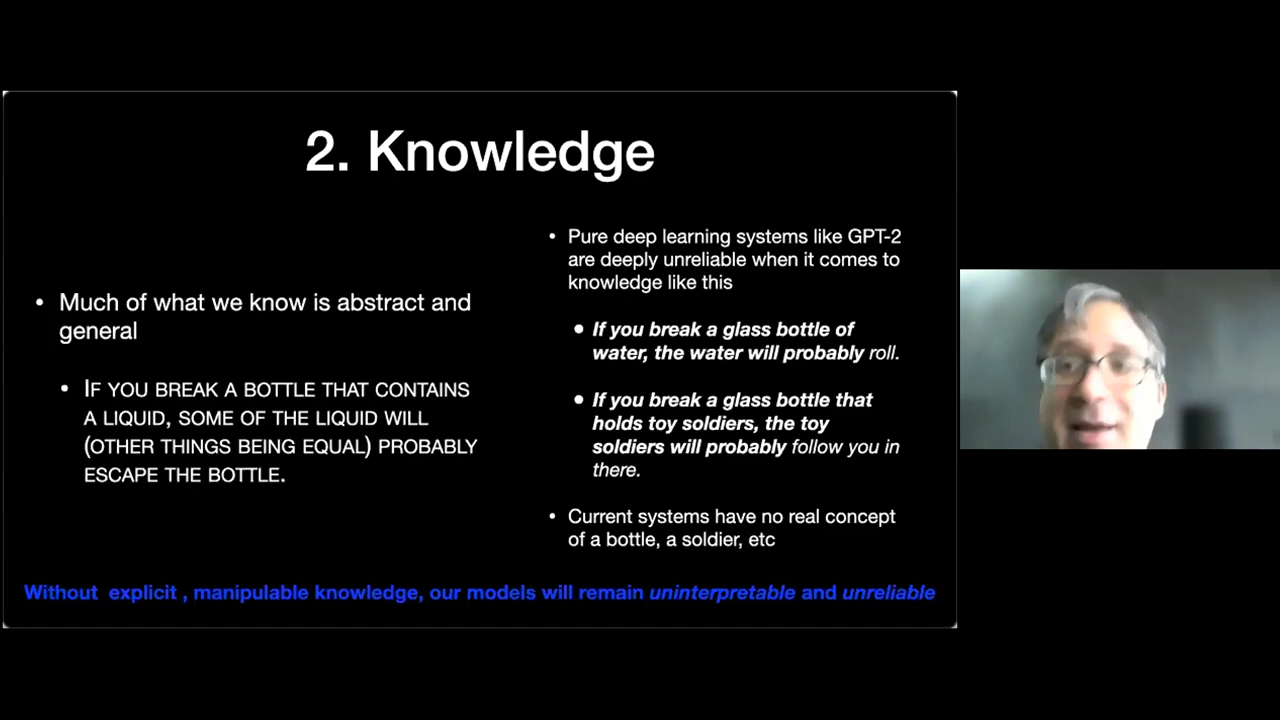 2. Knowledge
• Much of what we know is abstract and
general
• IF YOU BREAK A BOTTLE THAT CONTAINS
A LIQUID, SOME OF THE LIQUID WILL
(OTHER THINGS BEING EQUAL) PROBABLY
ESCAPE THE BOTTLE.
• Pure deep learning systems like GPT-2
are deeply unreliable when it comes to
knowledge like this
• If you break a glass bottle of
water, the water will probably roll.
• If you break a glass bottle that
holds toy soldiers, the toy
soldiers will probably follow you in
there.
• Current systems have no real concept
of a bottle, a soldier, etc
Without explicit , manipulable knowledge, our models will remain uninterpretable and unreliable